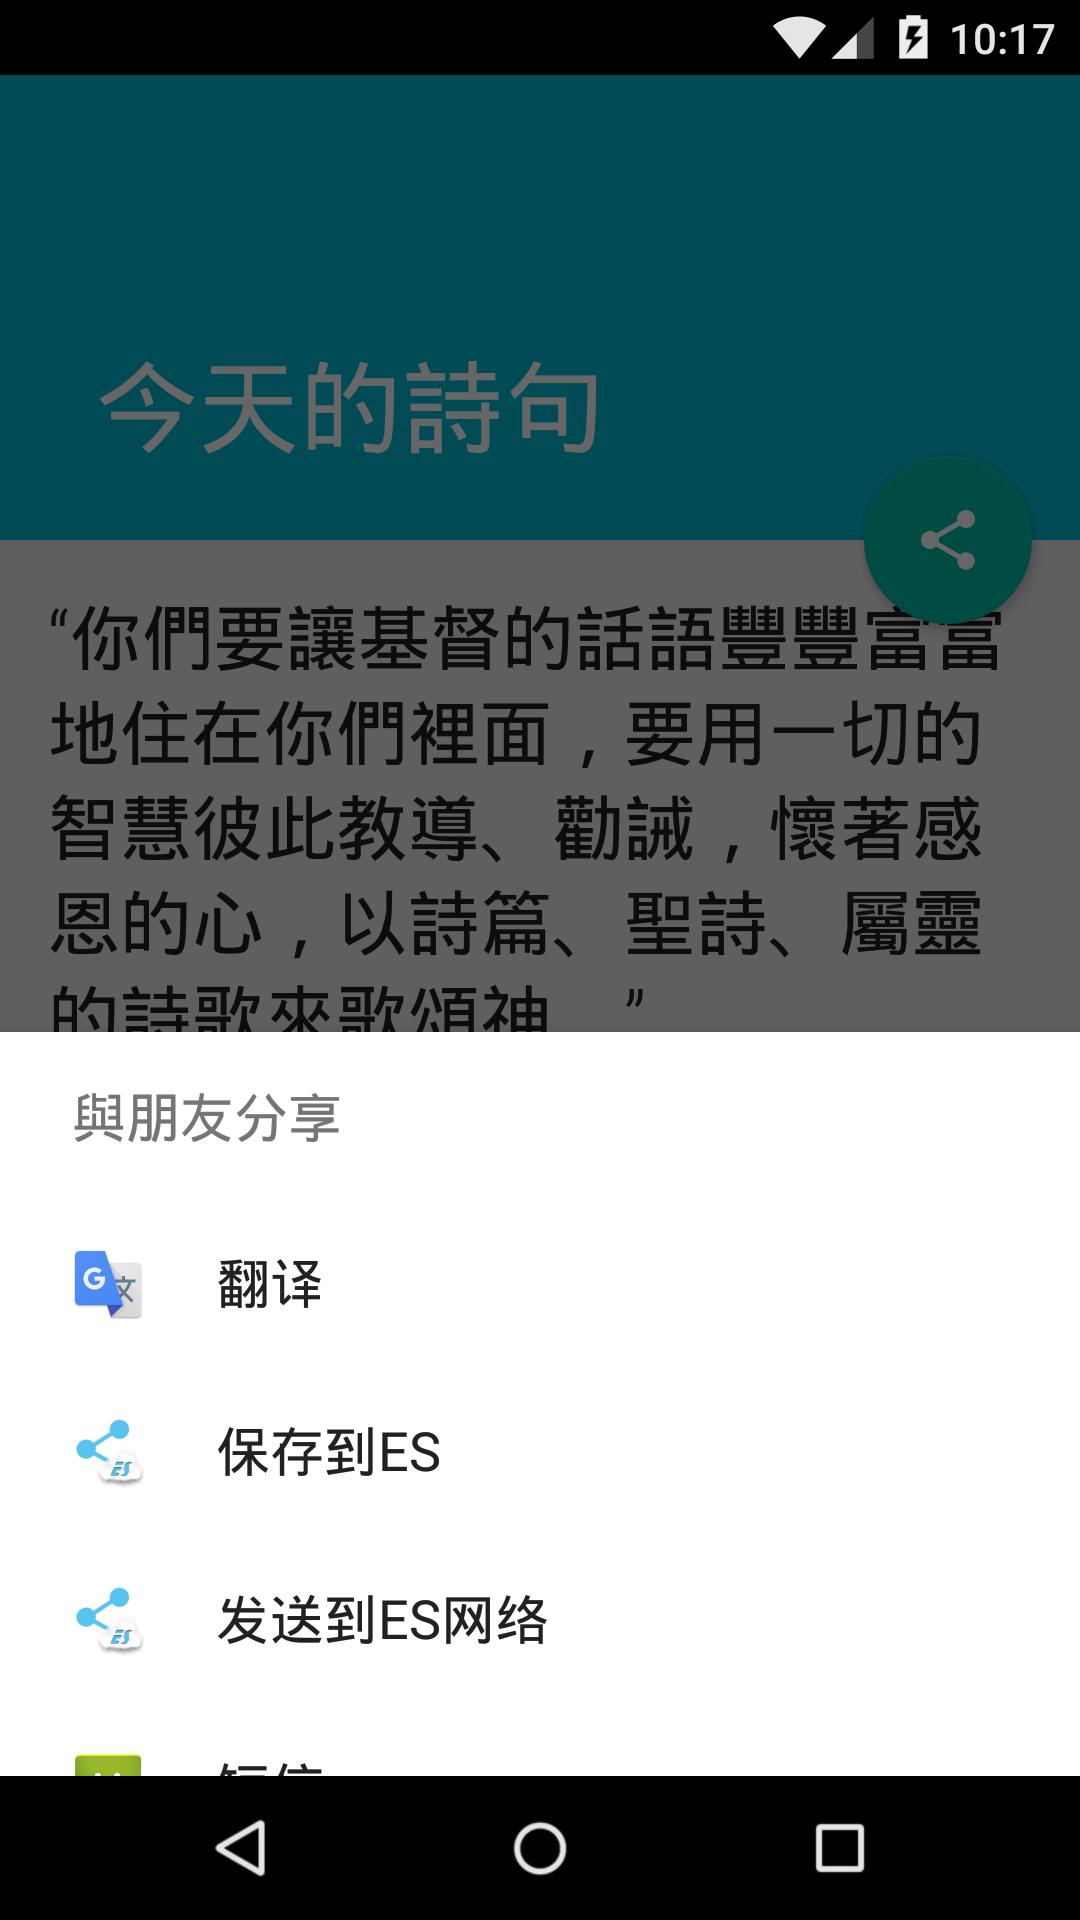 10:17
今天的詩句
“你們要讓基督的話語豐豐富富
地住在你們裡面，要用一切的
智慧彼此教導、勸誡，懷著感
恩的心，以詩篇、聖詩、屬靈
的詩歌來歌頌神。”
與朋友分享
翻译
保存到ES
发送到ES网络
短信